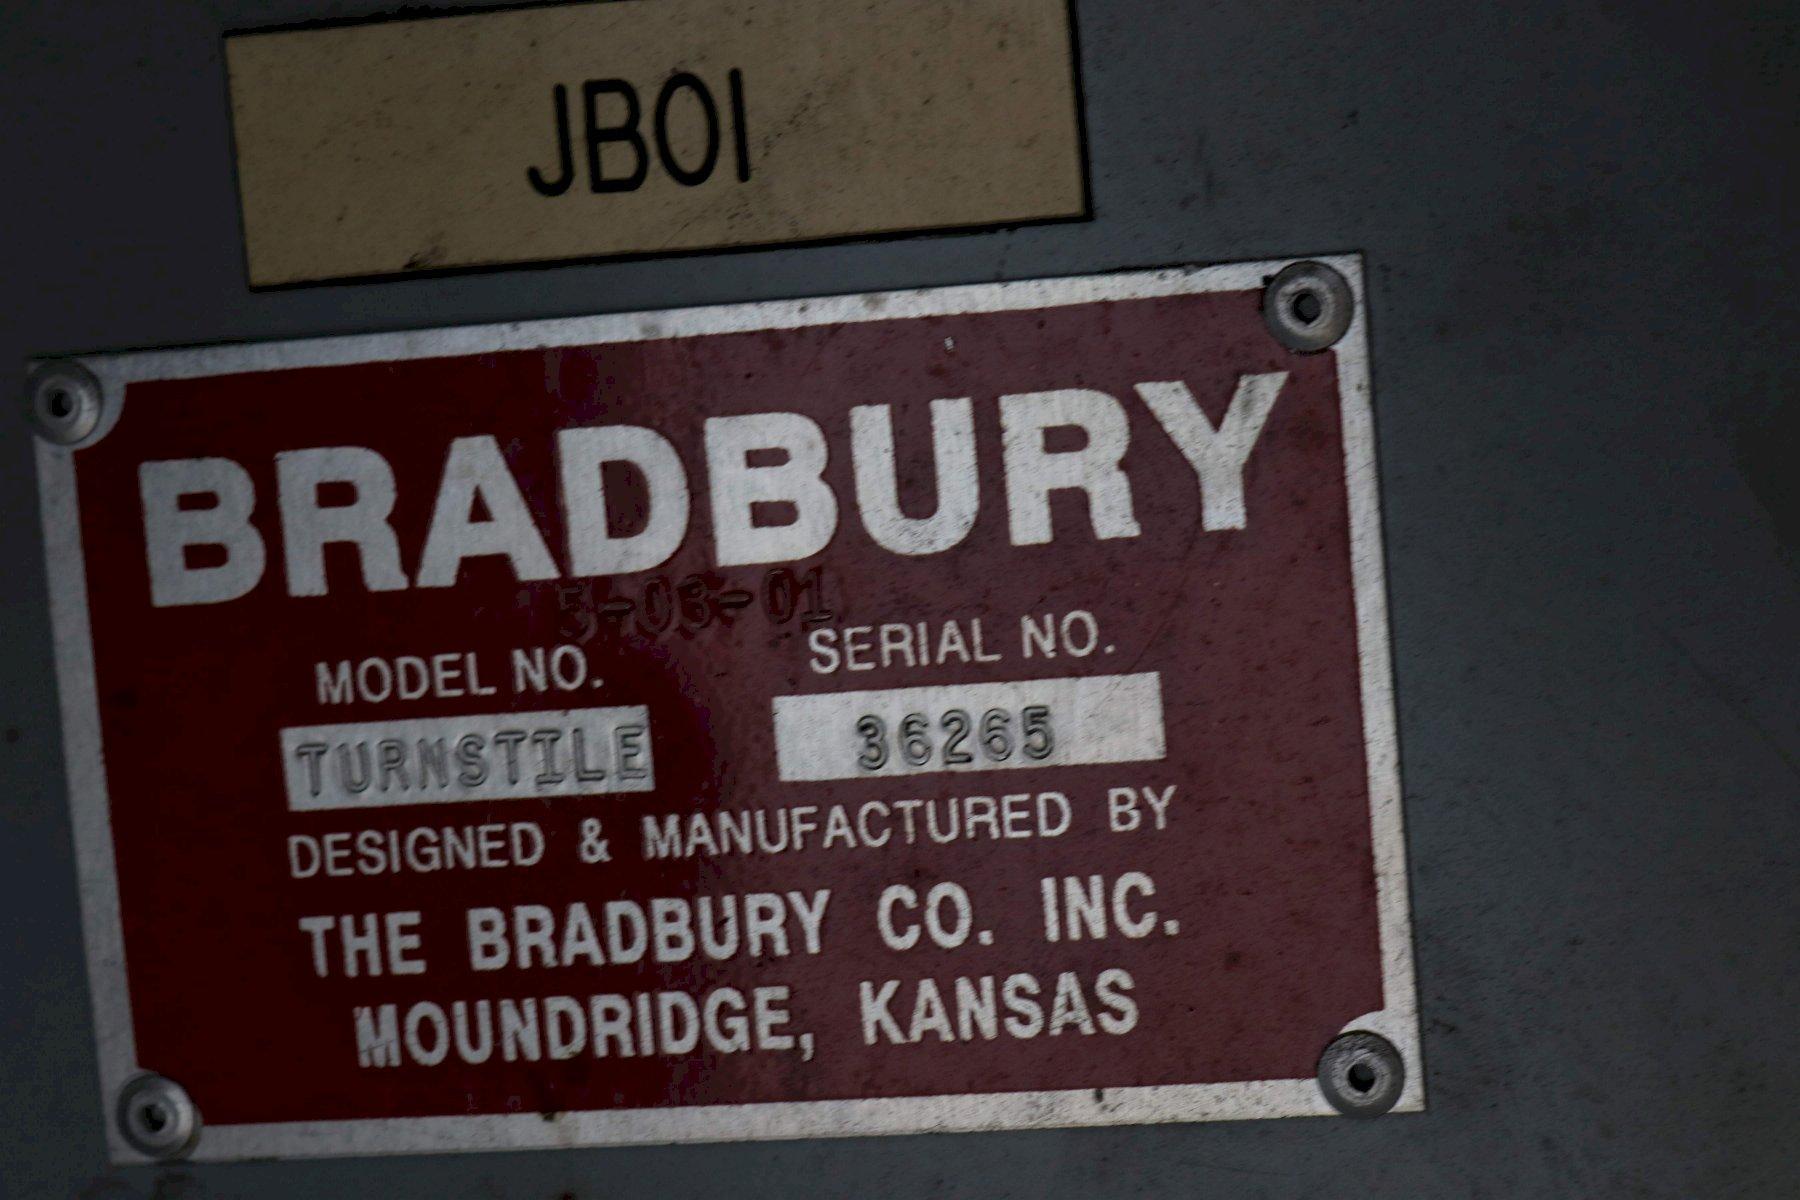 JB01
BRADBURY
5-03-01
MODEL NO. SERIAL NO.
TURNSTILE 36265
DESIGNED & MANUFACTURED BY
THE BRADBURY CO. INC.
MOUNDRIDGE, KANSAS